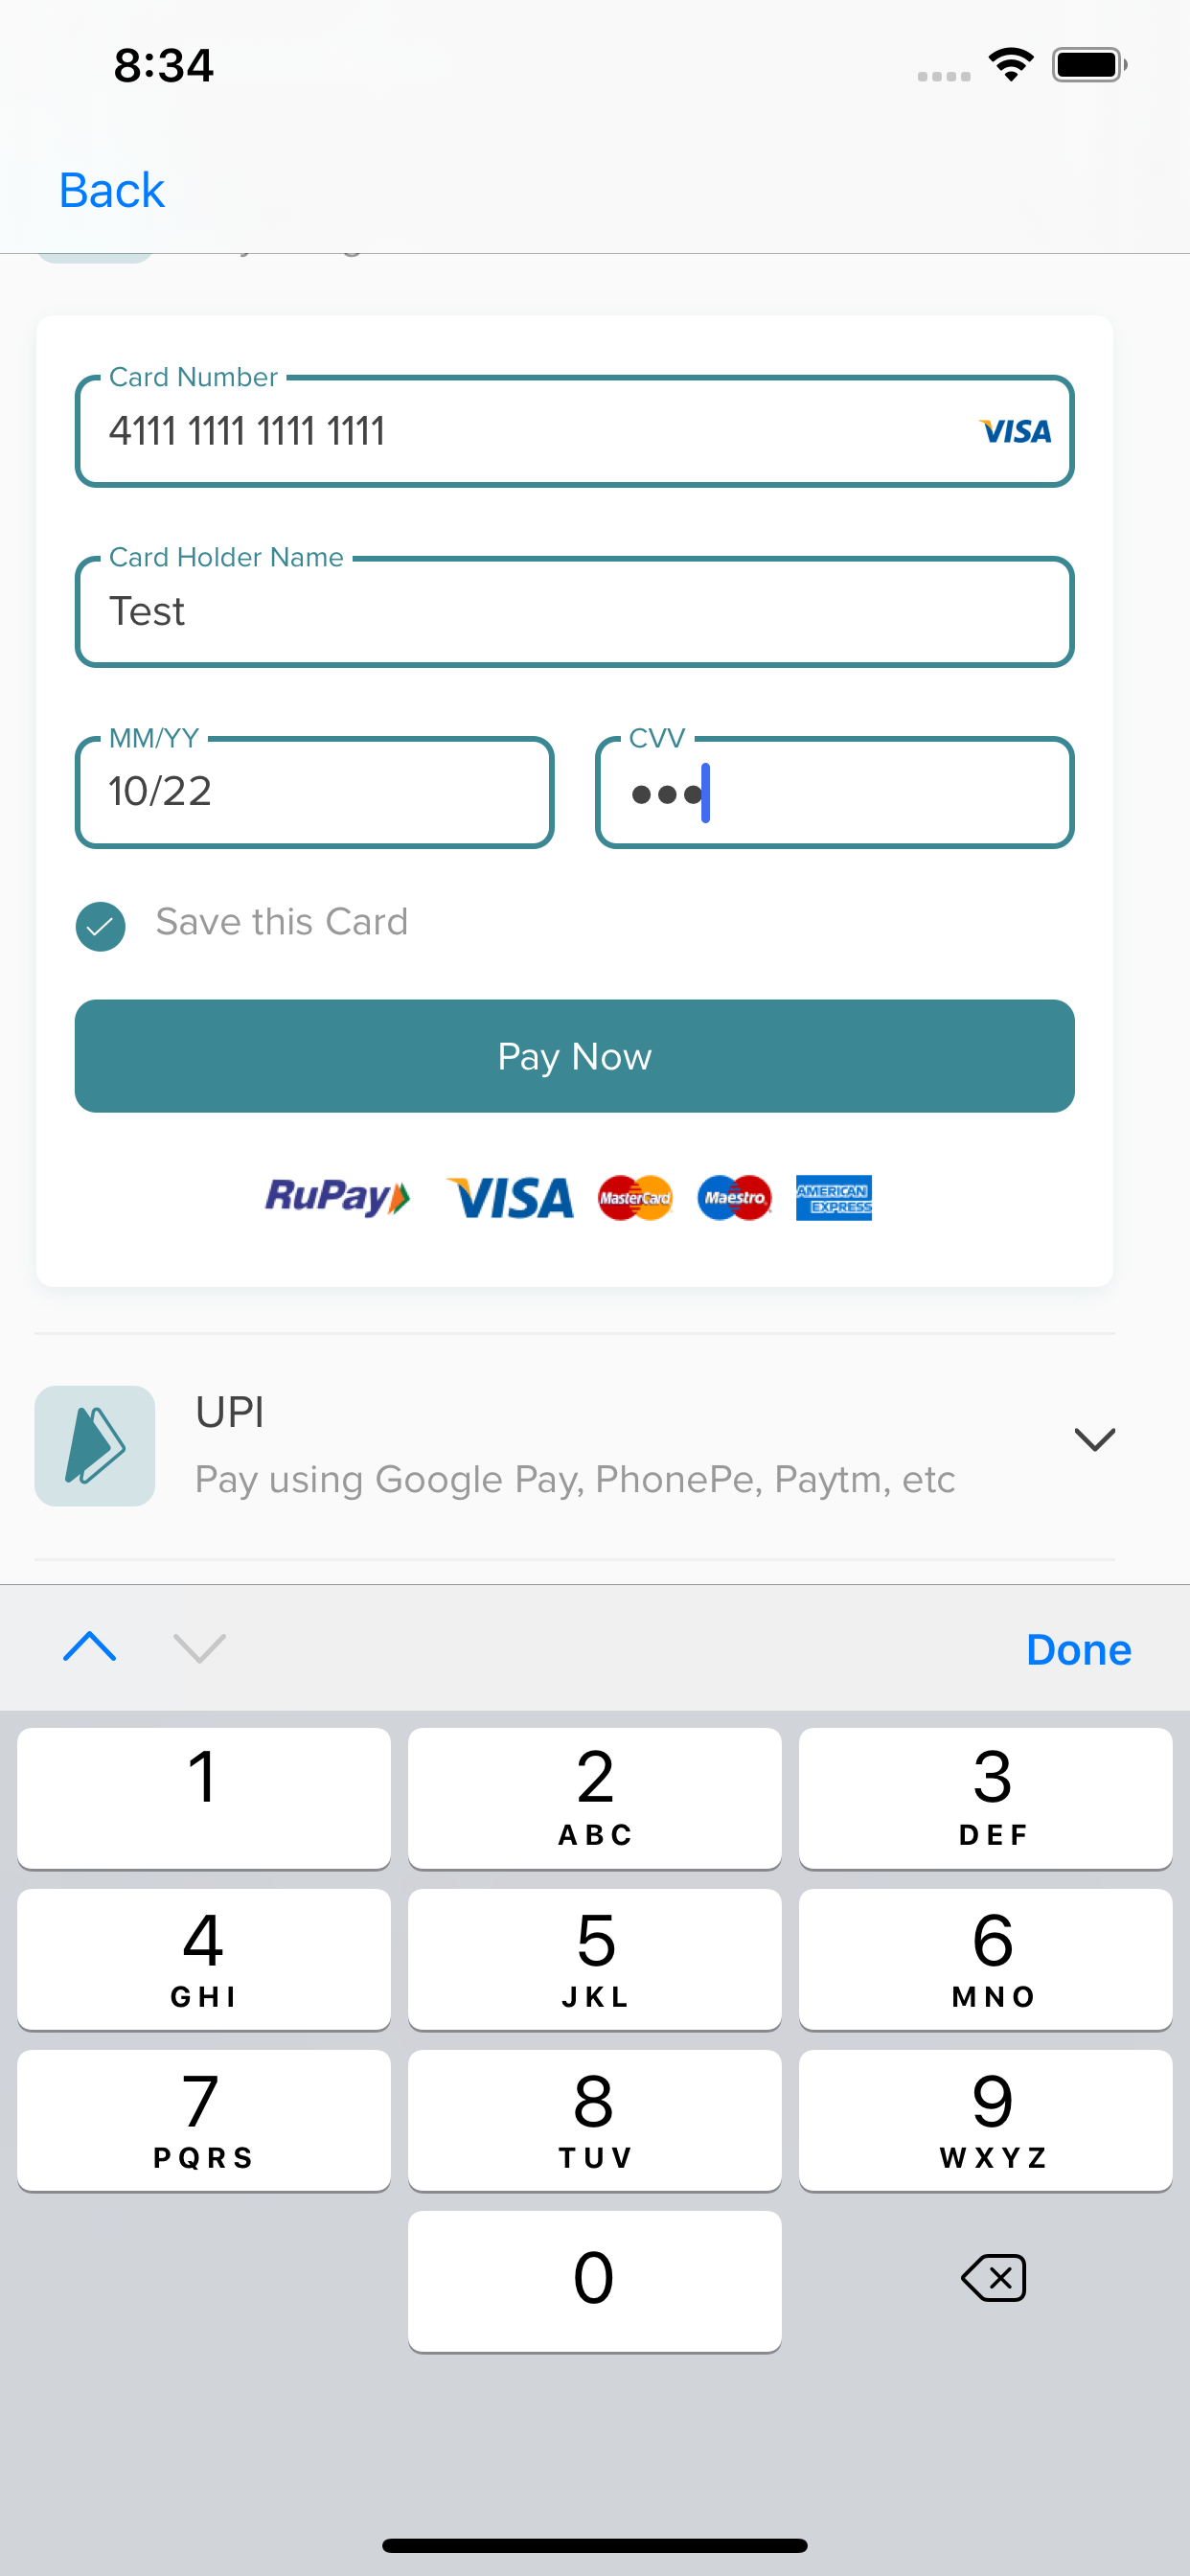 8:34
Back
Card Number
4111 1111 1111 1111
VISA
Card Holder Name
Test
MM/YY
CVV
10/22
Save this Card
Pay Now
RuPay VISA MasterCard Maestro AMERICAN EXPRESS
UPI
Pay using Google Pay, PhonePe, Paytm, etc
Done
1 2 3
ABC DEF
4 5 6
GHI JKL MNO
7 8 9
PQRS TUV WXYZ
0